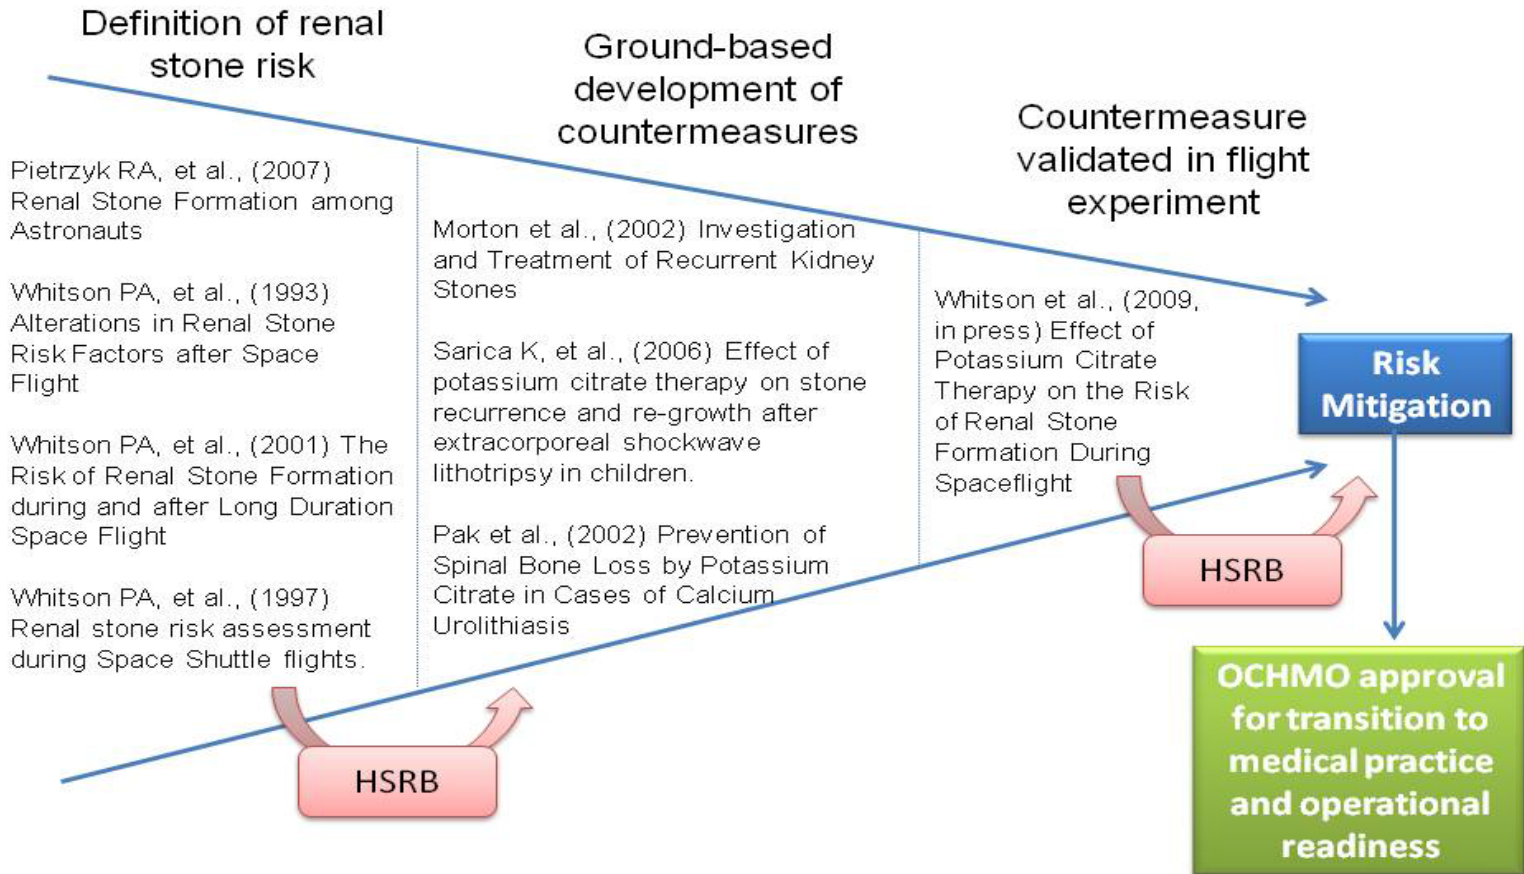 Definition of renal
stone risk
Pietrzyk RA, et al., (2007)
Renal Stone Formation among
Astronauts
Whitson PA, et al., (1993)
Alterations in Renal Stone
Risk Factors after Space
Flight
Whitson PA, et al., (2001) The
Risk of Renal Stone Formation
during and after Long Duration
Space Flight
Whitson PA, et al., (1997)
Renal stone risk assessment
during Space Shuttle flights.
HSRB
Ground-based
development of
countermeasures
Morton et al., (2002) Investigation
and Treatment of Recurrent Kidney
Stones
Sarica K, et al., (2006) Effect of
potassium citrate therapy on stone
recurrence and re-growth after
extracorporeal shockwave
lithotripsy in children.
Pak et al., (2002) Prevention of
Spinal Bone Loss by Potassium
Citrate in Cases of Calcium
Urolithiasis
Countermeasure
validated in flight
experiment
Whitson et al., (2009,
in press) Effect of
Potassium Citrate
Therapy on the Risk
of Renal Stone
Formation During
Spaceflight
HSRB
Risk
Mitigation
OCHMO approval
for transition to
medical practice
and operational
readiness